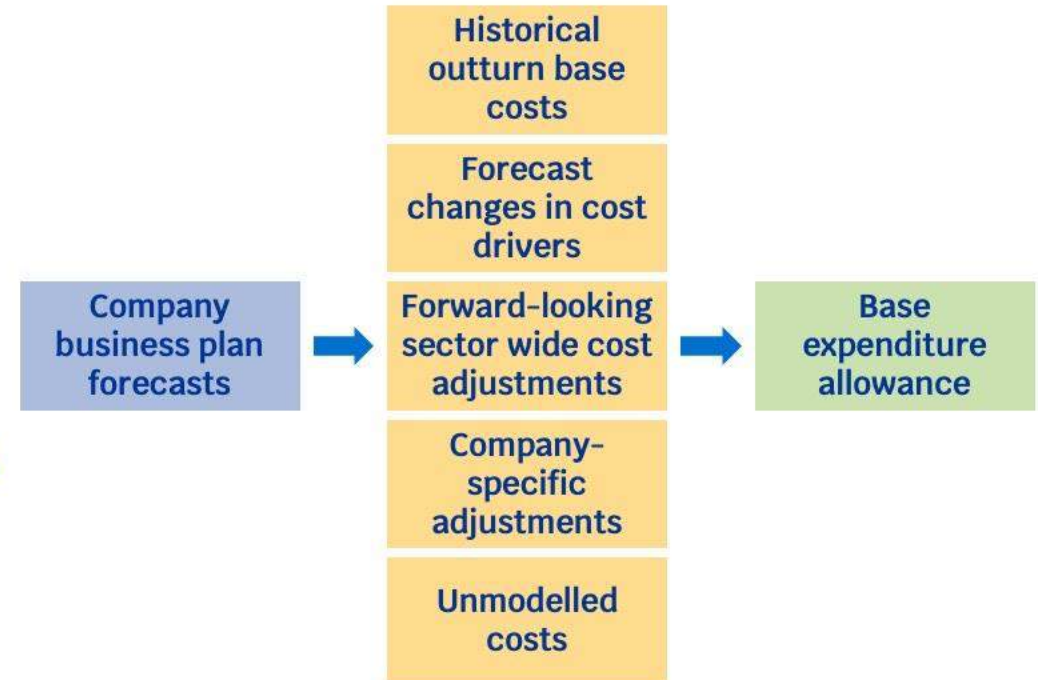 Historical
outturn base
costs
Forecast
changes in cost
drivers
Company
business plan
forecasts
Forward-looking
sector wide cost
adjustments
Base
expenditure
allowance
Company-
specific
adjustments
Unmodelled
costs